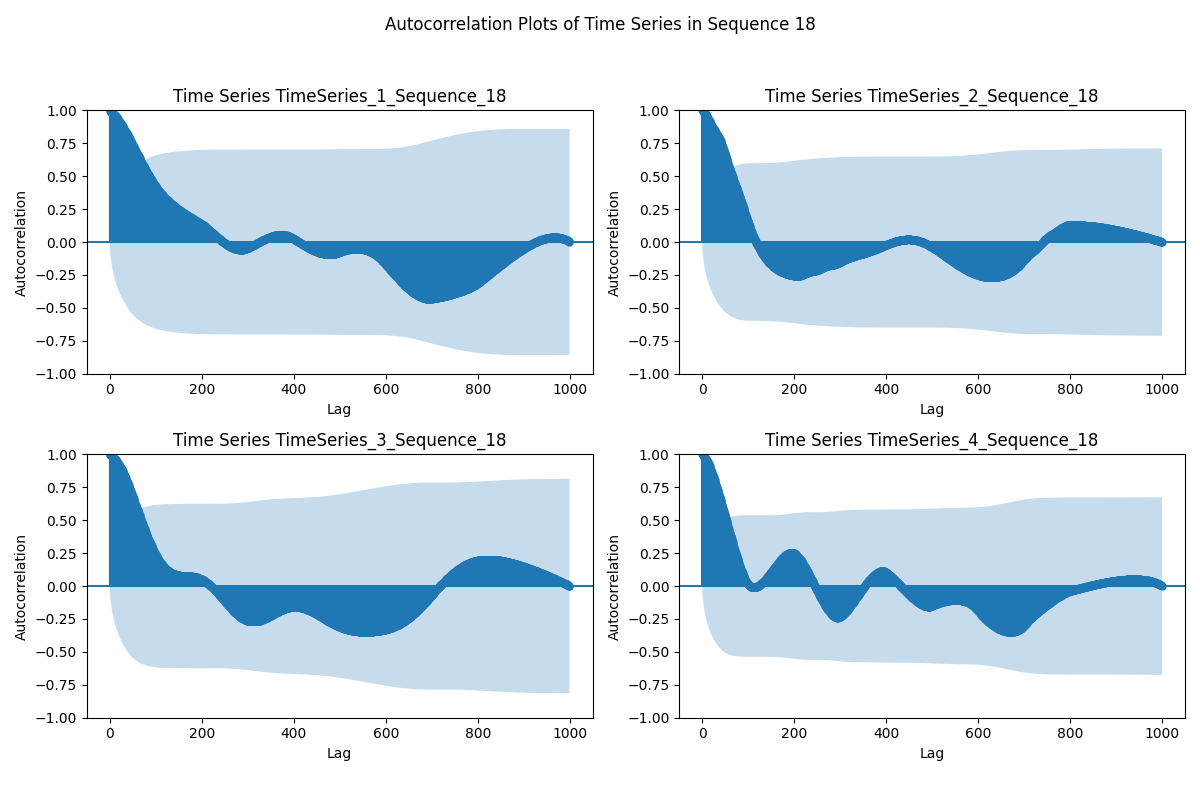 Autocorrelation Plots of Time Series in Sequence 18
Time Series TimeSeries_1_Sequence_18
1.00
0.75
0.50
0.25
0.00
−0.25
−0.50
−0.75
−1.00
Autocorrelation
0 200 400 600 800 1000
Lag
Time Series TimeSeries_2_Sequence_18
1.00
0.75
0.50
0.25
0.00
−0.25
−0.50
−0.75
−1.00
Autocorrelation
0 200 400 600 800 1000
Lag
Time Series TimeSeries_3_Sequence_18
1.00
0.75
0.50
0.25
0.00
−0.25
−0.50
−0.75
−1.00
Autocorrelation
0 200 400 600 800 1000
Lag
Time Series TimeSeries_4_Sequence_18
1.00
0.75
0.50
0.25
0.00
−0.25
−0.50
−0.75
−1.00
Autocorrelation
0 200 400 600 800 1000
Lag